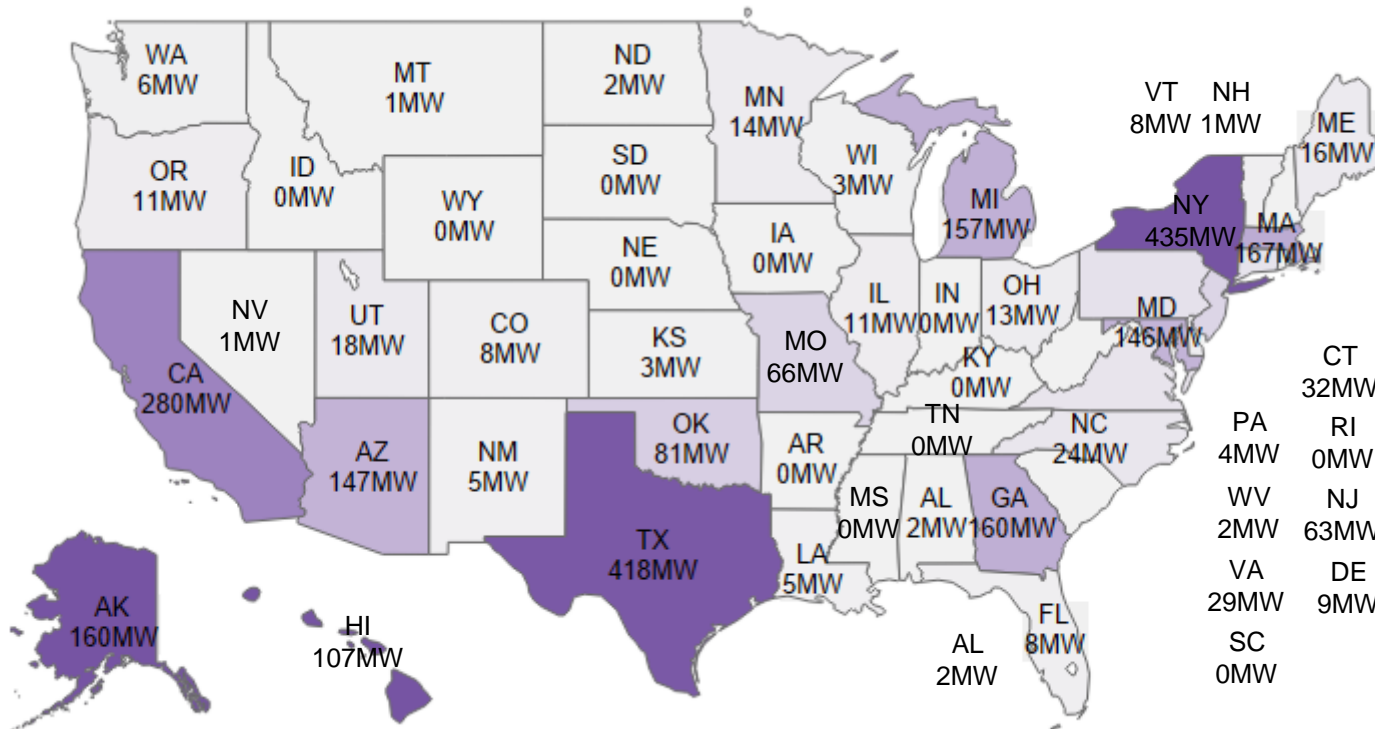 WA
6MW
MT
1MW
ND
2MW
MN
14MW
VT
8MW
NH
1MW
ME
16MW
OR
11MW
ID
0MW
WY
0MW
SD
0MW
WI
3MW
MI
157MW
NY
435MW
MA
167MW
NV
1MW
UT
18MW
CO
8MW
NE
0MW
IA
0MW
IL
11MW
IN
0MW
OH
13MW
MD
146MW
CA
280MW
KS
3MW
MO
66MW
KY
0MW
CT
32MW
AZ
147MW
NM
5MW
OK
81MW
AR
0MW
TN
0MW
NC
24MW
PA
4MW
RI
0MW
TX
418MW
LA
5MW
MS
0MW
AL
2MW
GA
160MW
WV
2MW
NJ
63MW
VA
29MW
DE
9MW
AK
160MW
HI
107MW
AL
2MW
FL
8MW
SC
0MW